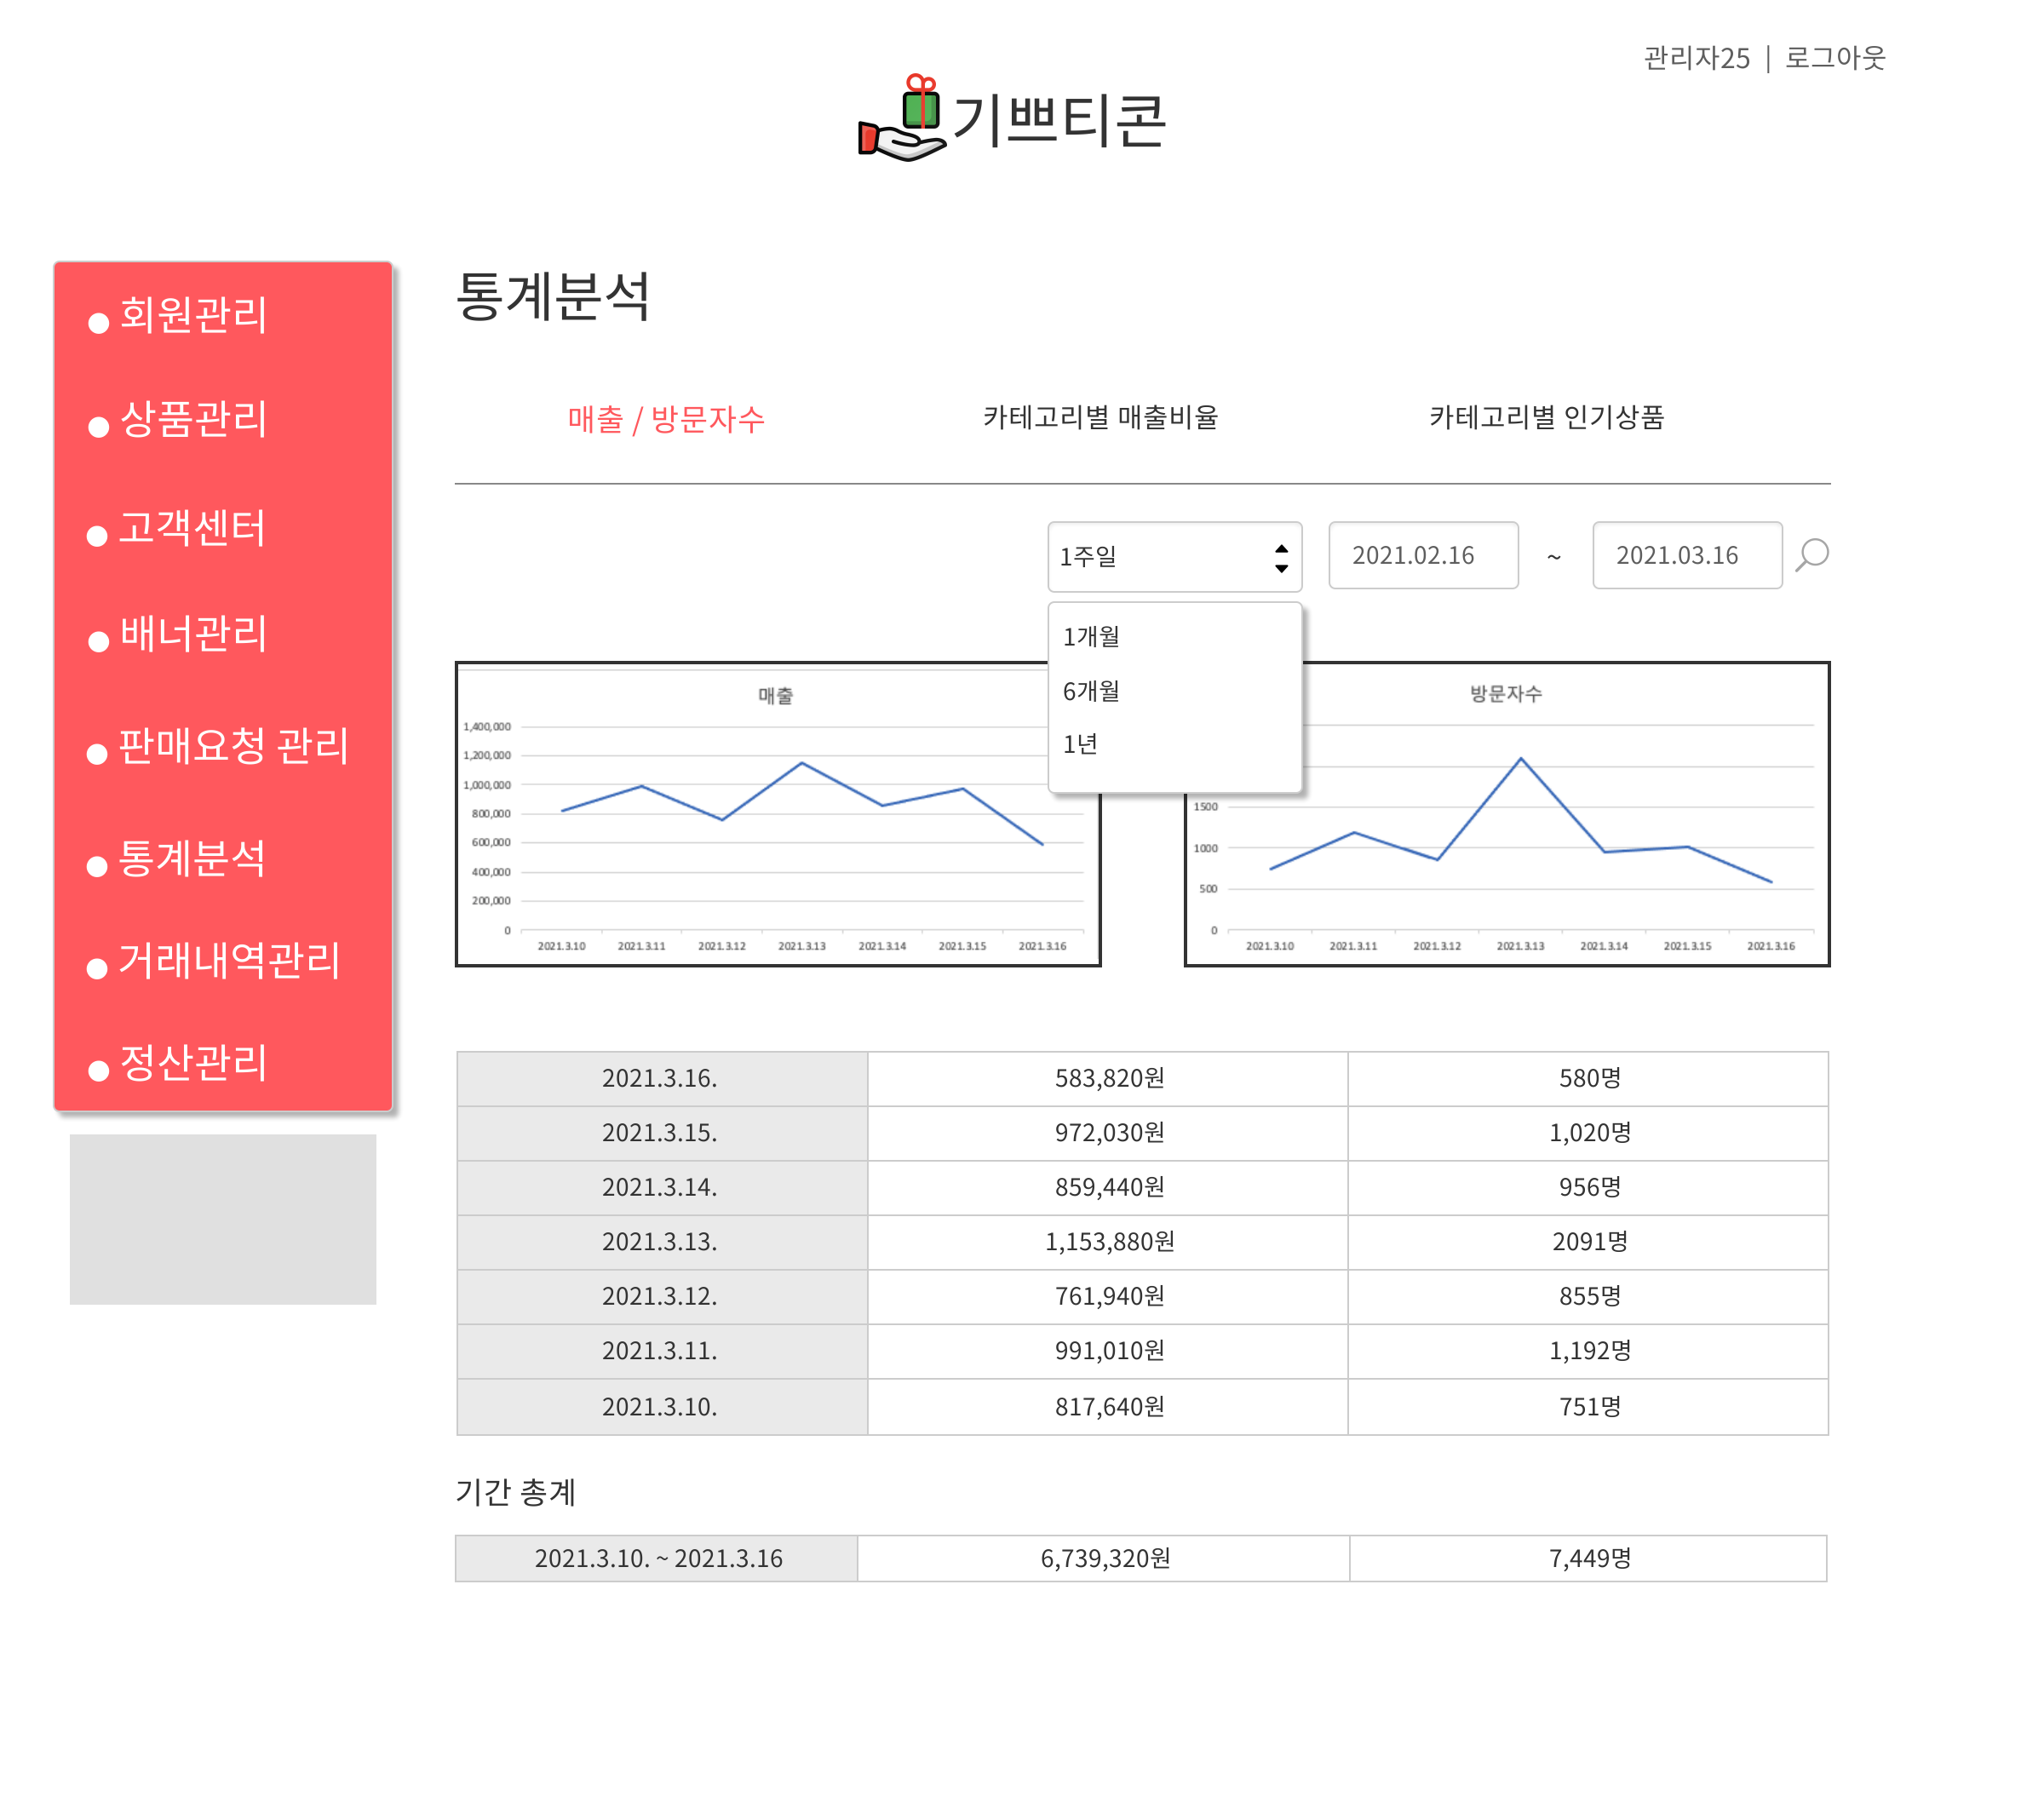 관리자25 | 로그아웃
기쁘티콘
회원관리
상품관리
고객센터
배너관리
판매요청 관리
통계분석
거래내역관리
정산관리
통계분석
매출 / 방문자수 카테고리별 매출비율 카테고리별 인기상품
1주일 2021.02.16 ~ 2021.03.16
1개월
6개월
1년
매출
1,400,000
1,200,000
1,000,000
800,000
600,000
400,000
200,000
0
2021.3.10 2021.3.11 2021.3.12 2021.3.13 2021.3.14 2021.3.15 2021.3.16
방문자수
1500
1000
500
0
2021.3.10 2021.3.11 2021.3.12 2021.3.13 2021.3.14 2021.3.15 2021.3.16
2021.3.16. 583,820원 580명
2021.3.15. 972,030원 1,020명
2021.3.14. 859,440원 956명
2021.3.13. 1,153,880원 2091명
2021.3.12. 761,940원 855명
2021.3.11. 991,010원 1,192명
2021.3.10. 817,640원 751명
기간 총계
2021.3.10. ~ 2021.3.16 6,739,320원 7,449명